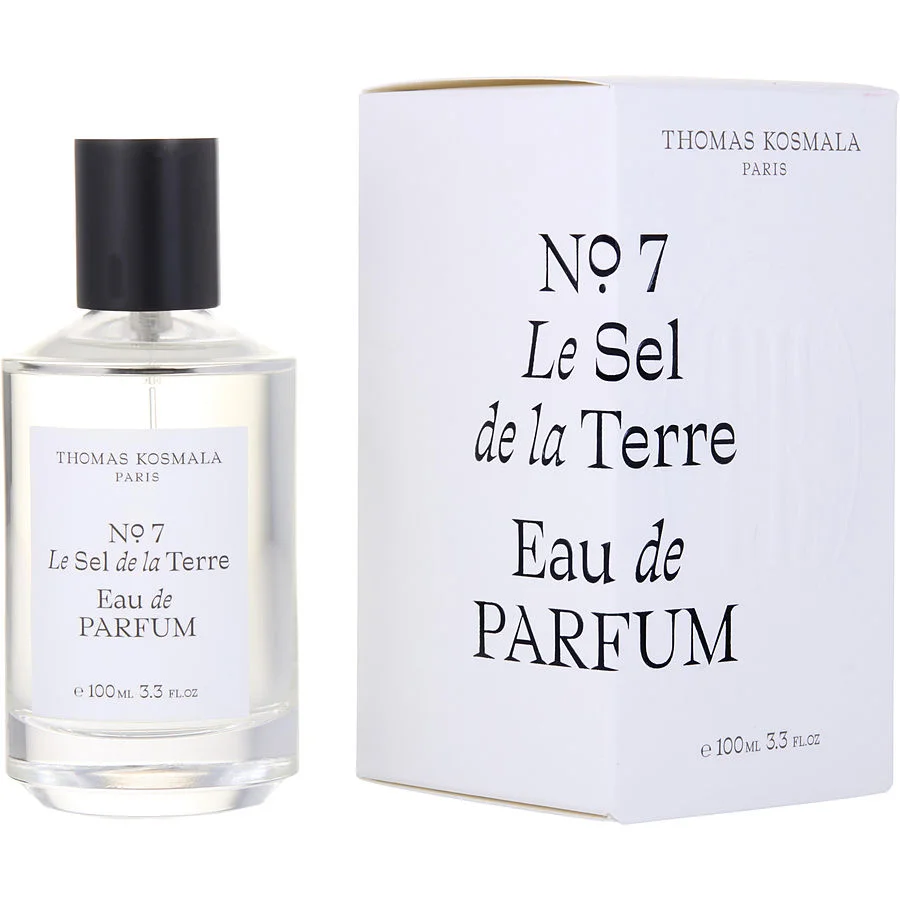 THOMAS KOSMALA
PARIS
Nº 7
Le Sel de la Terre
Eau de
PARFUM
e 100ML 3.3 FL.OZ
THOMAS KOSMALA
PARIS
Nº 7
Le Sel
de la Terre
Eau de
PARFUM
e 100ML 3.3 FL.OZ